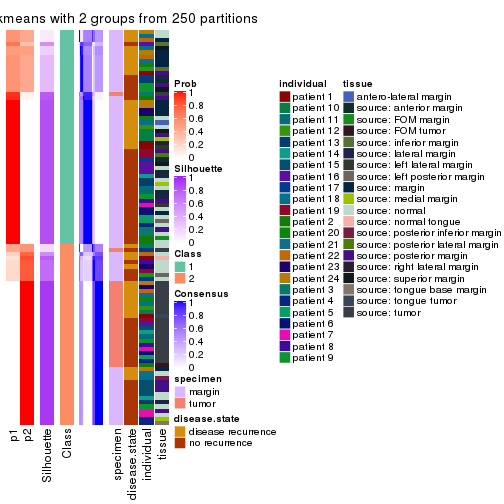 kmeans with 2 groups from 250 partitions
Prob
1
0.8
0.6
0.4
0.2
0
Silhouette
1
0.8
0.6
0.4
0.2
0
Class
1
2
Consensus
1
0.8
0.6
0.4
0.2
0
specimen
margin
tumor
disease.state
disease recurrence
no recurrence
individual
patient 1
patient 10
patient 11
patient 12
patient 13
patient 14
patient 15
patient 16
patient 17
patient 18
patient 19
patient 2
patient 20
patient 21
patient 22
patient 23
patient 24
patient 3
patient 4
patient 5
patient 6
patient 7
patient 8
patient 9
tissue
antero-lateral margin
source: anterior margin
source: FOM margin
source: FOM tumor
source: inferior margin
source: lateral margin
source: left lateral margin
source: left posterior margin
source: margin
source: medial margin
source: normal
source: normal tongue
source: posterior inferior margin
source: posterior lateral margin
source: posterior margin
source: right lateral margin
source: superior margin
source: tongue base margin
source: tongue tumor
source: tumor
p1
p2
Silhouette
Class
specimen
disease.state
individual
tissue